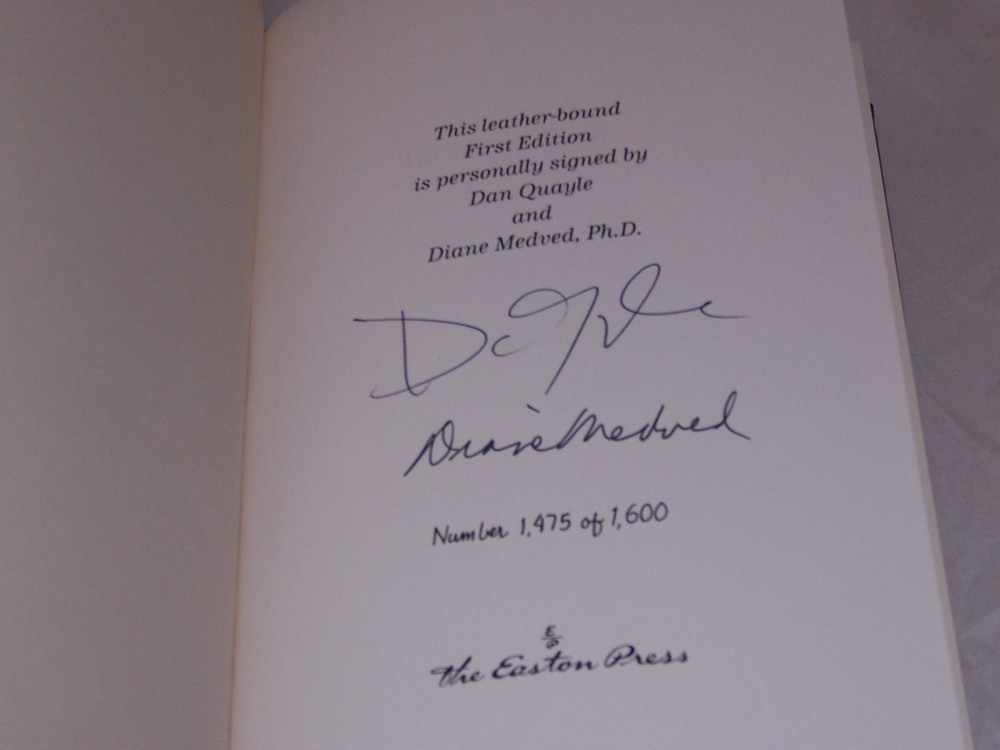 This leather-bound
First Edition
is personally signed by
Dan Quayle
and
Diane Medved, Ph.D.
Diane Medved
Number 1,475 of 1,600
the Easton Press